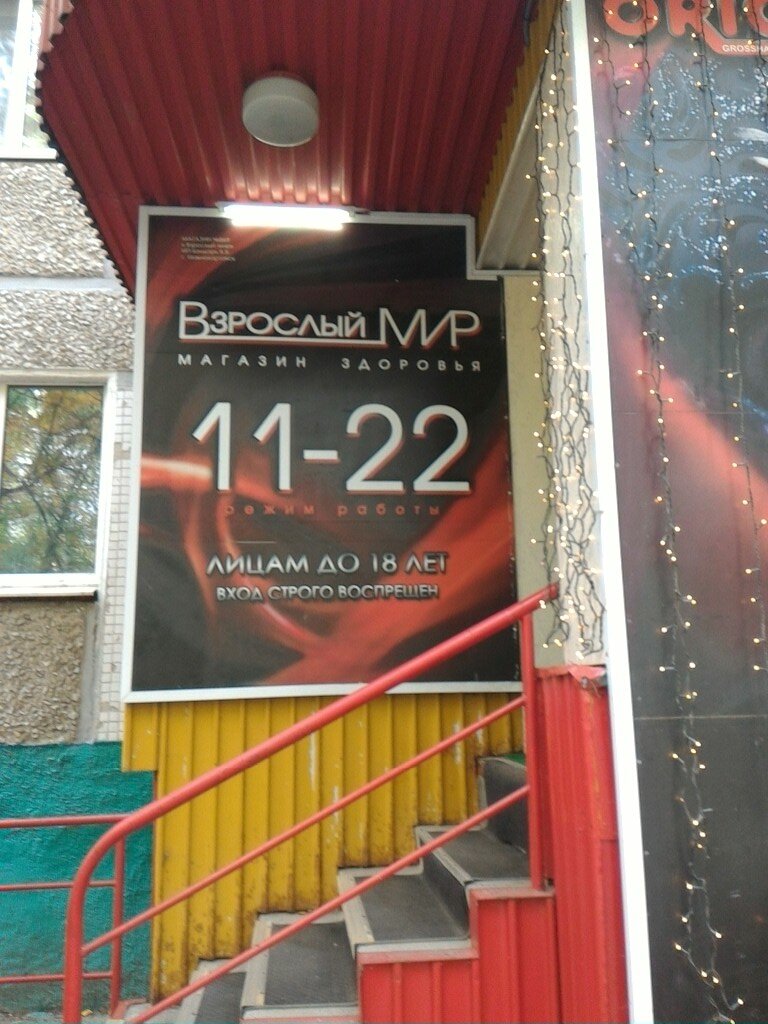 ВЗРОСЛЫЙ МИР
МАГАЗИН ЗДОРОВЬЯ
11-22
режим работы
ЛИЦАМ ДО 18 ЛЕТ
ВХОД СТРОГО ВОСПРЕЩЕН